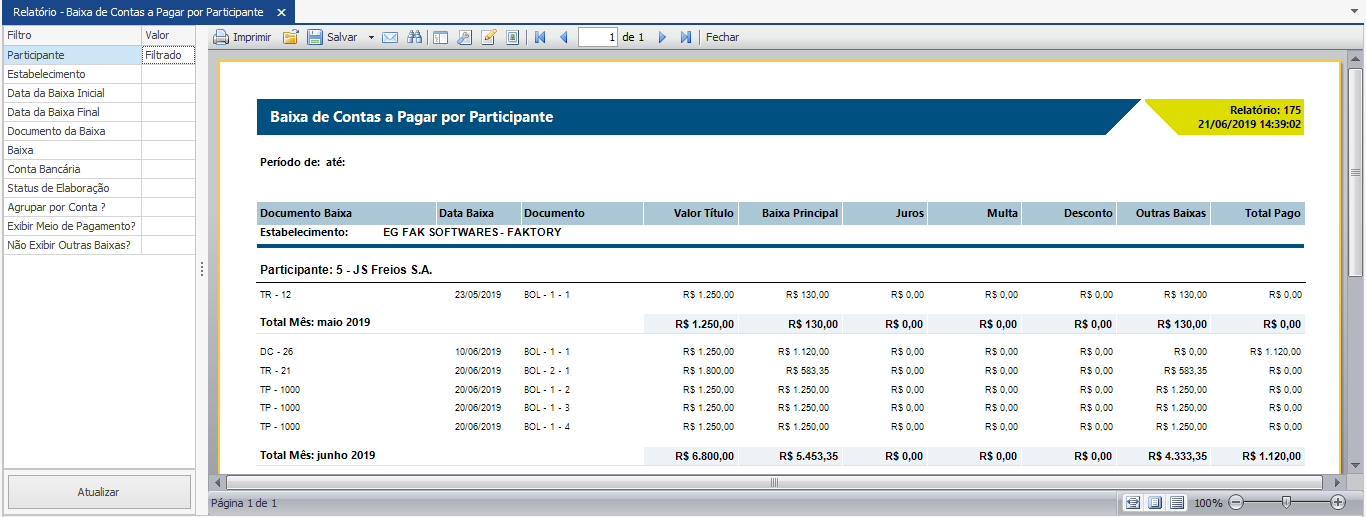 Relatório - Baixa de Contas a Pagar por Participante
Filtro Valor
Participante Filtrado
Estabelecimento
Data da Baixa Inicial
Data da Baixa Final
Documento da Baixa
Baixa
Conta Bancária
Status de Elaboração
Agrupar por Conta ?
Exibir Meio de Pagamento?
Não Exibir Outras Baixas?
Atualizar
Imprimir Salvar 1 de 1 Fechar
Baixa de Contas a Pagar por Participante
Relatório: 175
21/06/2019 14:39:02
Período de: até:
Documento Baixa Data Baixa Documento Valor Título Baixa Principal Juros Multa Desconto Outras Baixas Total Pago
Estabelecimento: EG FAK SOFTWARES - FAKTORY
Participante: 5 - JS Freios S.A.
TR - 12 23/05/2019 BOL - 1 - 1 R$ 1.250,00 R$ 130,00 R$ 0,00 R$ 0,00 R$ 0,00 R$ 130,00 R$ 0,00
Total Mês: maio 2019 R$ 1.250,00 R$ 130,00 R$ 0,00 R$ 0,00 R$ 0,00 R$ 130,00 R$ 0,00
DC - 26 10/06/2019 BOL - 1 - 1 R$ 1.250,00 R$ 1.120,00 R$ 0,00 R$ 0,00 R$ 0,00 R$ 0,00 R$ 1.120,00
TR - 21 20/06/2019 BOL - 2 - 1 R$ 1.800,00 R$ 583,35 R$ 0,00 R$ 0,00 R$ 0,00 R$ 583,35 R$ 0,00
TP - 1000 20/06/2019 BOL - 1 - 2 R$ 1.250,00 R$ 1.250,00 R$ 0,00 R$ 0,00 R$ 0,00 R$ 1.250,00 R$ 0,00
TP - 1000 20/06/2019 BOL - 1 - 3 R$ 1.250,00 R$ 1.250,00 R$ 0,00 R$ 0,00 R$ 0,00 R$ 1.250,00 R$ 0,00
TP - 1000 20/06/2019 BOL - 1 - 4 R$ 1.250,00 R$ 1.250,00 R$ 0,00 R$ 0,00 R$ 0,00 R$ 1.250,00 R$ 0,00
Total Mês: junho 2019 R$ 6.800,00 R$ 5.453,35 R$ 0,00 R$ 0,00 R$ 0,00 R$ 4.333,35 R$ 1.120,00
Página 1 de 1 100%